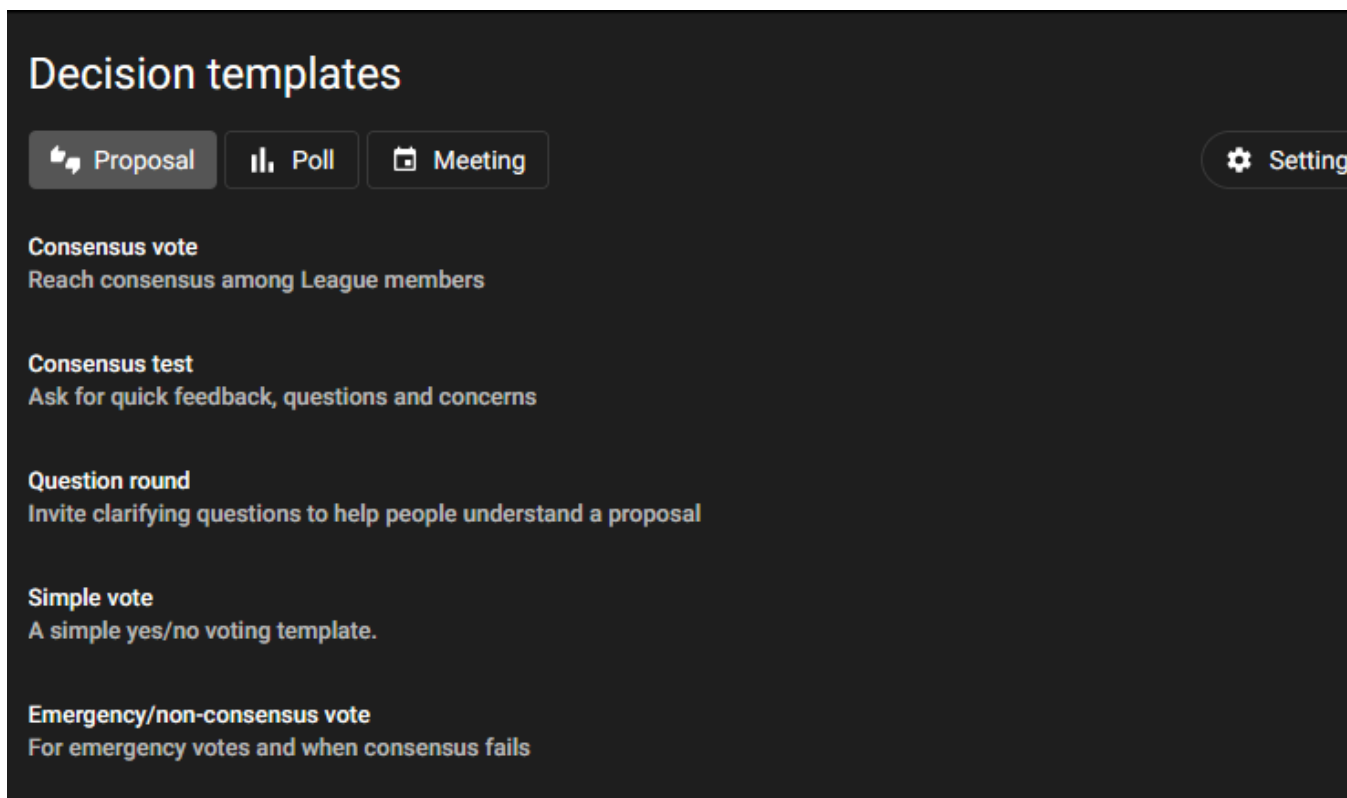 Decision templates
Proposal
Poll
Meeting
Setting
Consensus vote
Reach consensus among League members
Consensus test
Ask for quick feedback, questions and concerns
Question round
Invite clarifying questions to help people understand a proposal
Simple vote
A simple yes/no voting template.
Emergency/non-consensus vote
For emergency votes and when consensus fails